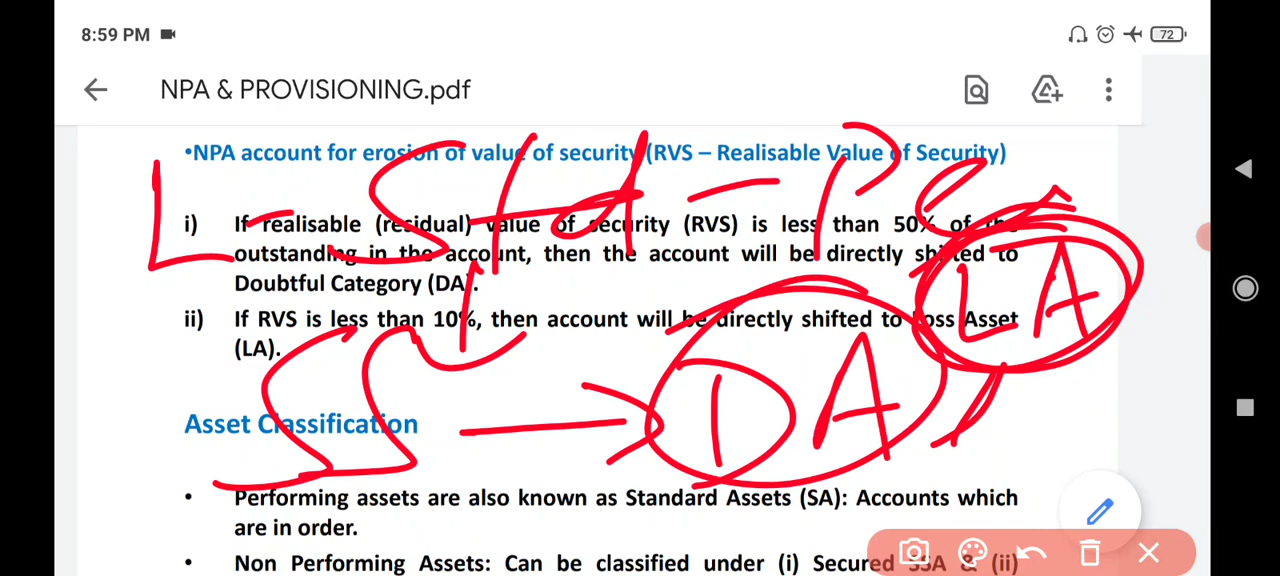 8:59 PM
72
NPA & PROVISIONING.pdf
•NPA account for erosion of value of security (RVS – Realisable Value of Security)
i) If realisable (residual) value of security (RVS) is less than 50% of the
outstanding in the account, then the account will be directly shifted to
Doubtful Category (DA).
ii) If RVS is less than 10%, then account will be directly shifted to Loss Asset
(LA).
L
Std -
LA
SS
DA
Asset Classification
• Performing assets are also known as Standard Assets (SA): Accounts which
are in order.
• Non Performing Assets: Can be classified under (i) Secured SSA & (ii)